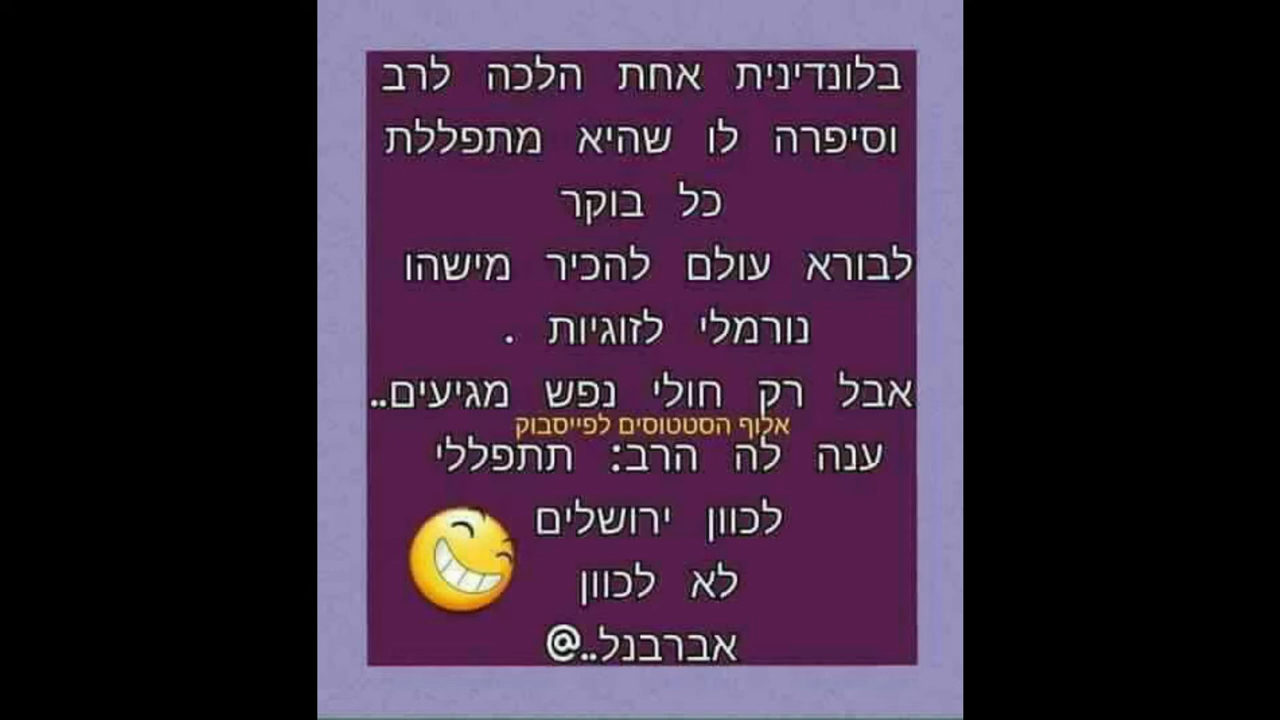 בלונדינית אחת הלכה לרב
וסיפרה לו שהיא מתפללת
כל בוקר
לבורא עולם להכיר מישהו
נורמלי לזוגיות .
אבל רק חולי נפש מגיעים..
אלוף הסטטוסים לפייסבוק
ענה לה הרב: תתפללי
לכוון ירושלים
לא לכוון
אברבנל..@